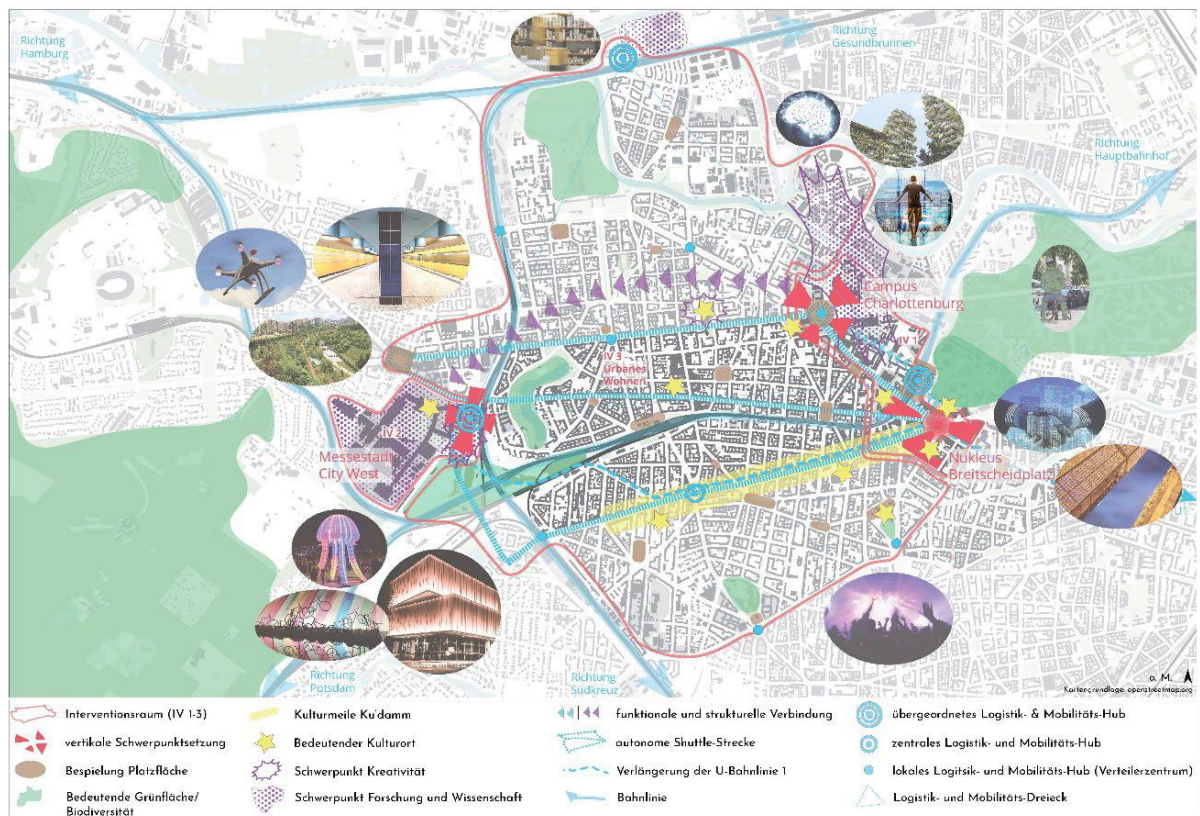 Richtung
Hamburg
Richtung
Gesundbrunnen
Richtung
Hauptbahnhof
Campus
Charlottenburg
IV 1
IV 3 -
Urbanes
Wohnen
Messestadt
City West
Nukleus
Breitscheidplatz
Richtung
Potsdam
Richtung
Südkreuz
o. M.
Kartengrundlage: openstreetmap.org
Interventionsraum (IV 1-3)
vertikale Schwerpunktsetzung
Bespielung Platzfläche
Bedeutende Grünfläche/
Biodiversität
Kulturmeile Ku'damm
Bedeutender Kulturort
Schwerpunkt Kreativität
Schwerpunkt Forschung und Wissenschaft
funktionale und strukturelle Verbindung
autonome Shuttle-Strecke
Verlängerung der U-Bahnlinie 1
Bahnlinie
übergeordnetes Logistik- & Mobilitäts-Hub
zentrales Logistik- und Mobilitäts-Hub
lokales Logitsik- und Mobilitäts-Hub (Verteilerzentrum)
Logistik- und Mobilitäts-Dreieck